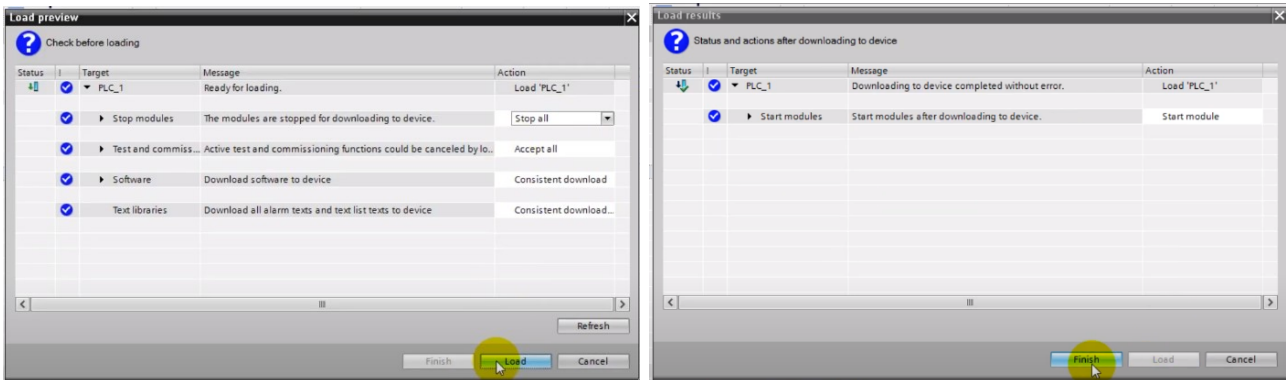 Load preview
Check before loading
Status ! Target Message Action
PLC_1 Ready for loading. Load 'PLC_1'
Stop modules The modules are stopped for downloading to device. Stop all
Test and commiss... Active test and commissioning functions could be canceled by lo... Accept all
Software Download software to device Consistent download
Text libraries Download all alarm texts and text list texts to device Consistent download...
Refresh
Finish Load Cancel
Load results
Status and actions after downloading to device
Status ! Target Message Action
PLC_1 Downloading to device completed without error. Load 'PLC_1'
Start modules Start modules after downloading to device. Start module
Finish Load Cancel